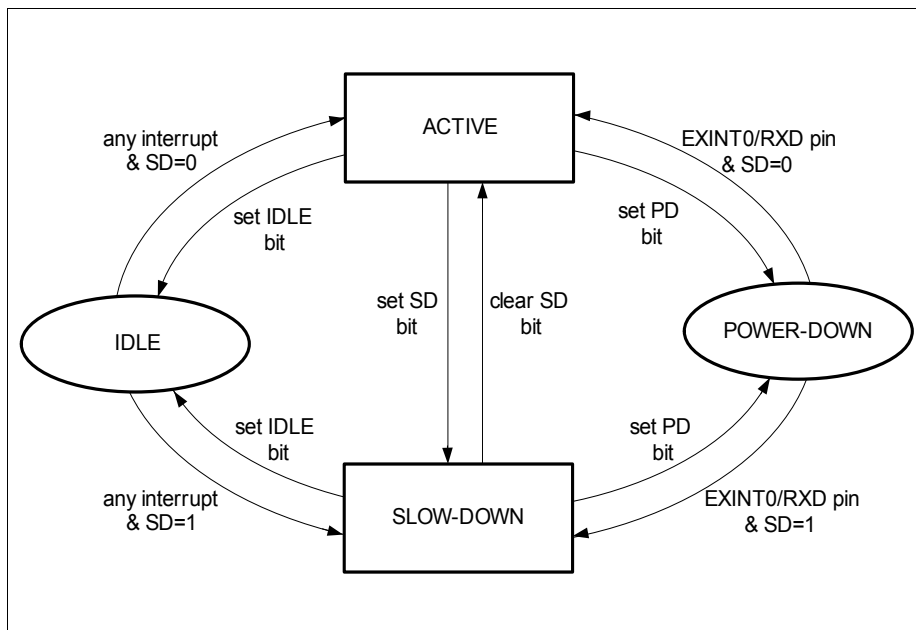 ACTIVE
any interrupt
& SD=0
EXINT0/RXD pin
& SD=0
set IDLE
bit
set PD
bit
set SD
bit
clear SD
bit
IDLE
POWER-DOWN
set IDLE
bit
set PD
bit
any interrupt
& SD=1
SLOW-DOWN
EXINT0/RXD pin
& SD=1